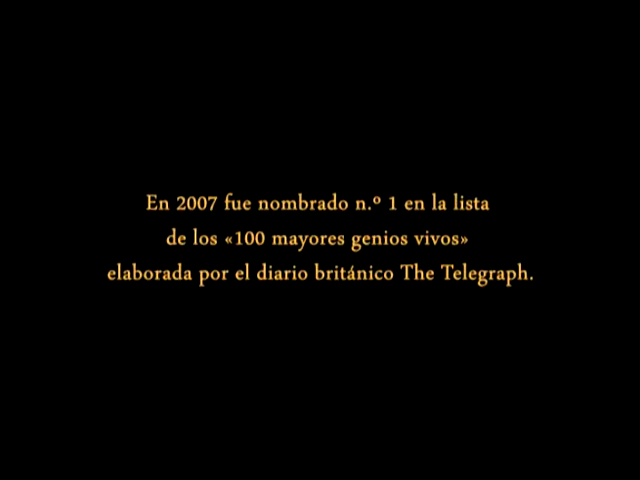 En 2007 fue nombrado n.º 1 en la lista
de los «100 mayores genios vivos»
elaborada por el diario británico The Telegraph.